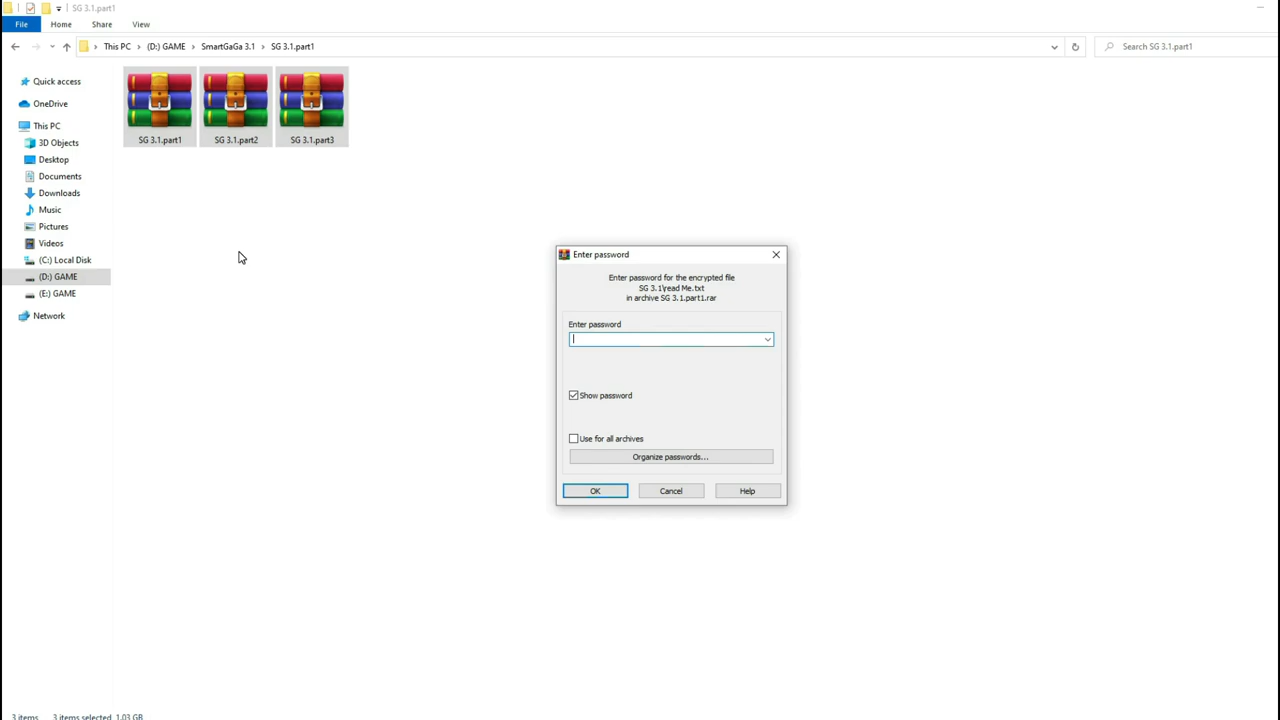 SG 3.1.part1
File Home Share View
This PC (D:) GAME SmartGaGa 3.1 SG 3.1.part1
Search SG 3.1.part1
Quick access
OneDrive
This PC
3D Objects
Desktop
Documents
Downloads
Music
Pictures
Videos
(C:) Local Disk
(D:) GAME
(E:) GAME
Network
SG 3.1.part1 SG 3.1.part2 SG 3.1.part3
Enter password
Enter password for the encrypted file
SG 3.1\read Me.txt
in archive SG 3.1.part1.rar
Enter password
Show password
Use for all archives
Organize passwords...
OK Cancel Help
3 items 3 items selected 1.03 GB